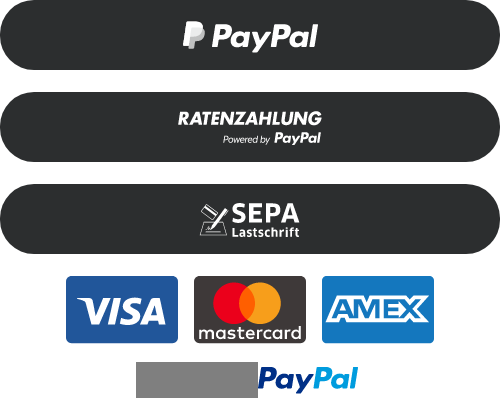 PayPal
RATENZAHLUNG
Powered by PayPal
SEPA
Lastschrift
VISA
mastercard
AMEX
PayPal